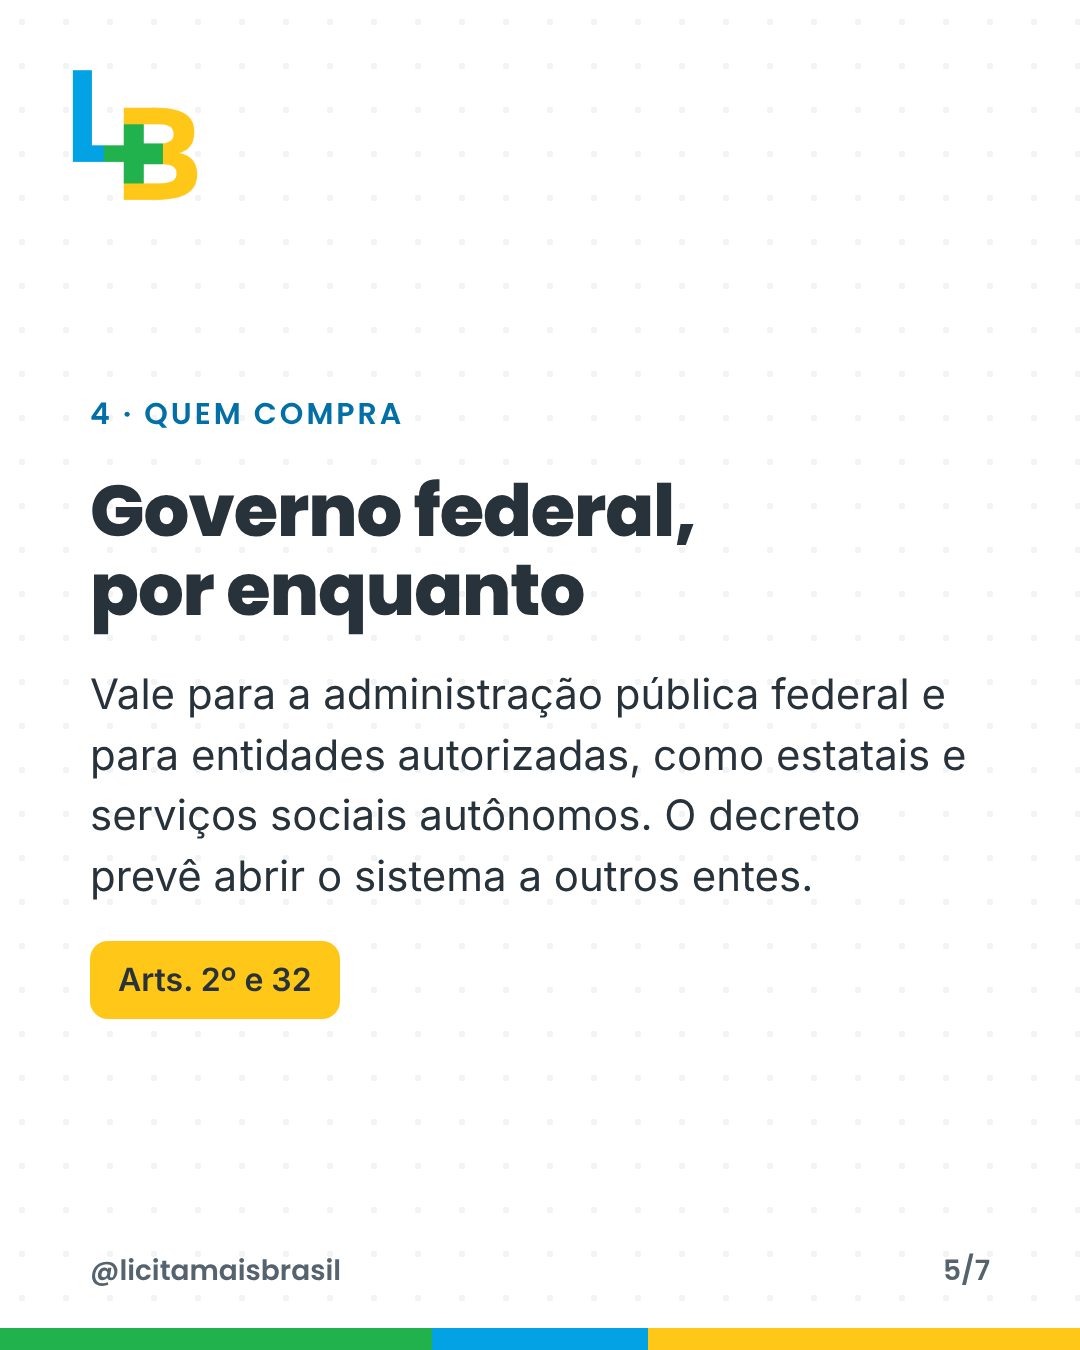 L+B
4 · QUEM COMPRA
Governo federal,
por enquanto
Vale para a administração pública federal e
para entidades autorizadas, como estatais e
serviços sociais autônomos. O decreto
prevê abrir o sistema a outros entes.
Arts. 2º e 32
@licitamaisbrasil
5/7